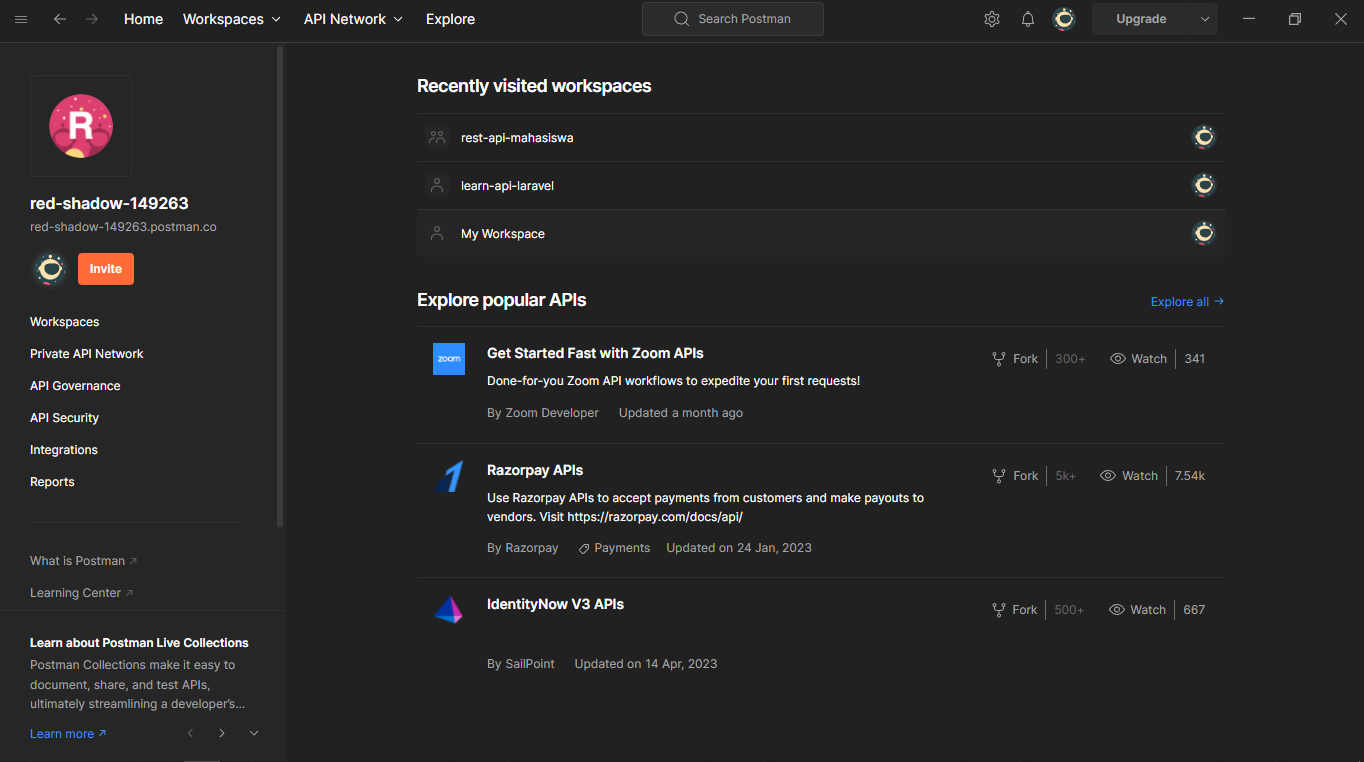 Home Workspaces API Network Explore Search Postman Upgrade
R
red-shadow-149263
red-shadow-149263.postman.co
Invite
Workspaces
Private API Network
API Governance
API Security
Integrations
Reports
What is Postman
Learning Center
Learn about Postman Live Collections
Postman Collections make it easy to
document, share, and test APIs,
ultimately streamlining a developer's...
Learn more
Recently visited workspaces
rest-api-mahasiswa
learn-api-laravel
My Workspace
Explore popular APIs Explore all
zoom
Get Started Fast with Zoom APIs Fork 300+ Watch 341
Done-for-you Zoom API workflows to expedite your first requests!
By Zoom Developer Updated a month ago
Razorpay APIs Fork 5k+ Watch 7.54k
Use Razorpay APIs to accept payments from customers and make payouts to
vendors. Visit https://razorpay.com/docs/api/
By Razorpay Payments Updated on 24 Jan, 2023
IdentityNow V3 APIs Fork 500+ Watch 667
By SailPoint Updated on 14 Apr, 2023